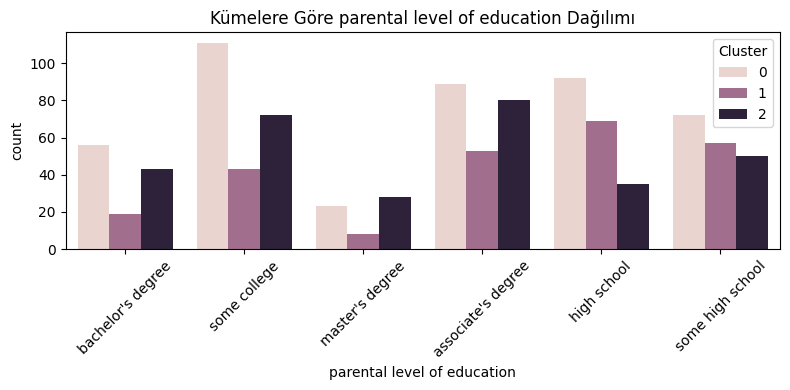 Kümelere Göre parental level of education Dağılımı
Cluster
0
1
2
count
100
80
60
40
20
0
bachelor's degree
some college
master's degree
associate's degree
high school
some high school
parental level of education